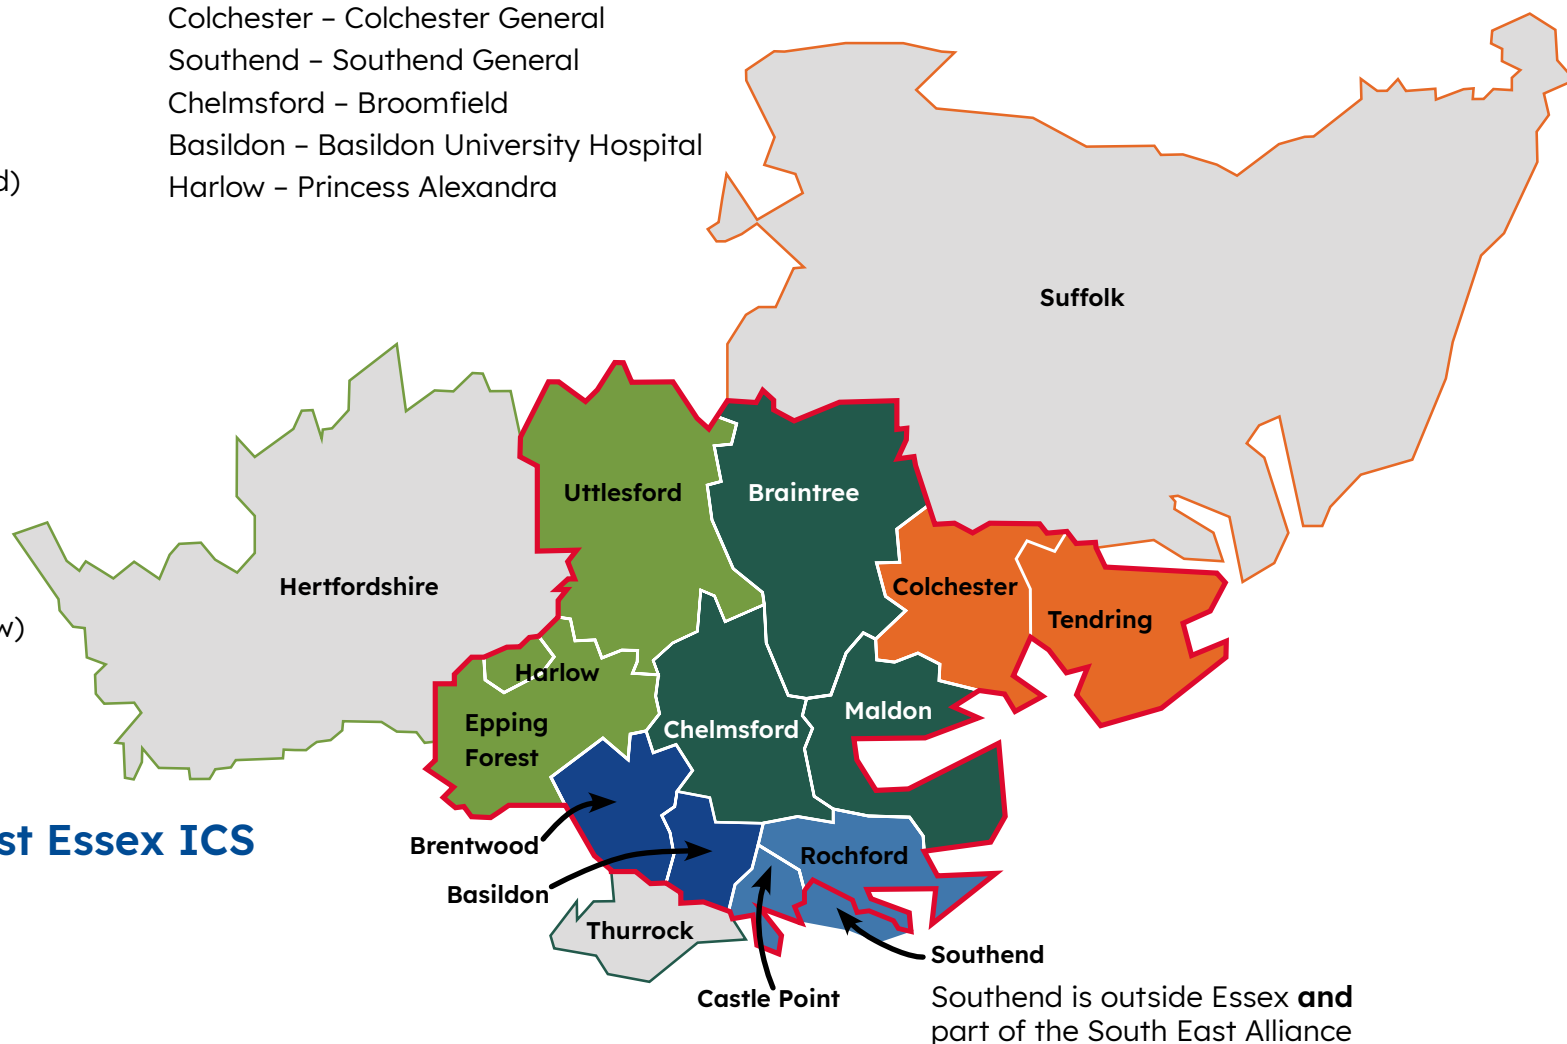 Colchester – Colchester General
Southend – Southend General
Chelmsford – Broomfield
Basildon – Basildon University Hospital
d)
Harlow – Princess Alexandra
Suffolk
Uttlesford
Braintree
Hertfordshire
Colchester
Tendring
w)
Harlow
Epping
Forest
Chelmsford
Maldon
st Essex ICS
Brentwood
Rochford
Basildon
Thurrock
Southend
Castle Point
Southend is outside Essex and
part of the South East Alliance